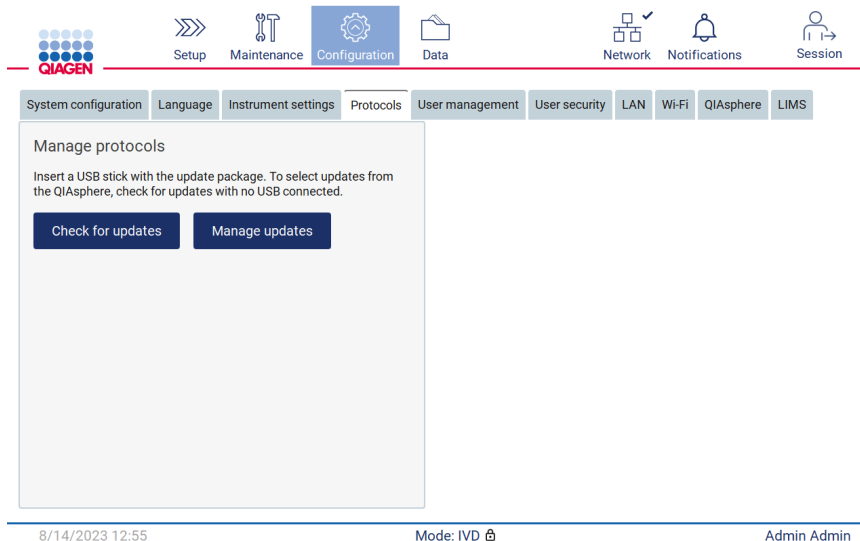 QIAGEN
Setup
Maintenance
Configuration
Data
Network
Notifications
Session
System configuration
Language
Instrument settings
Protocols
User management
User security
LAN
Wi-Fi
QIAsphere
LIMS
Manage protocols
Insert a USB stick with the update package. To select updates from
the QIAsphere, check for updates with no USB connected.
Check for updates
Manage updates
8/14/2023 12:55
Mode: IVD
Admin Admin